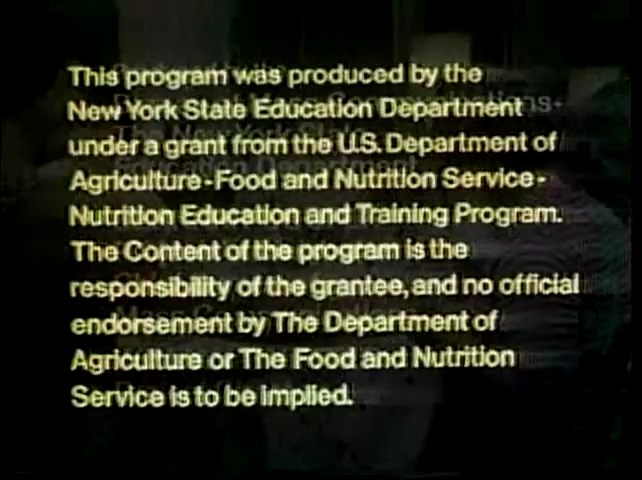 This program was produced by the
New York State Education Department
under a grant from the U.S. Department of
Agriculture-Food and Nutrition Service-
Nutrition Education and Training Program.
The Content of the program is the
responsibility of the grantee, and no official
endorsement by The Department of
Agriculture or The Food and Nutrition
Service is to be implied.